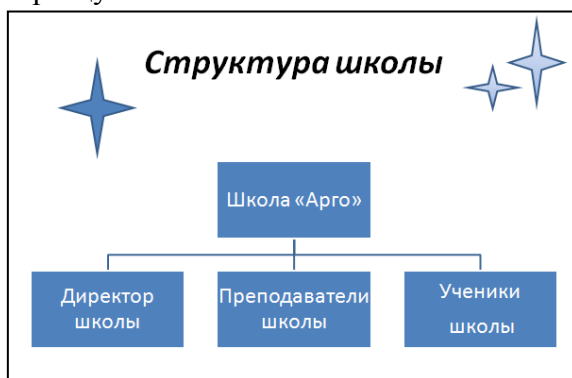 Структура школы
Школа «Арго»
Директор
школы
Преподаватели
школы
Ученики
школы